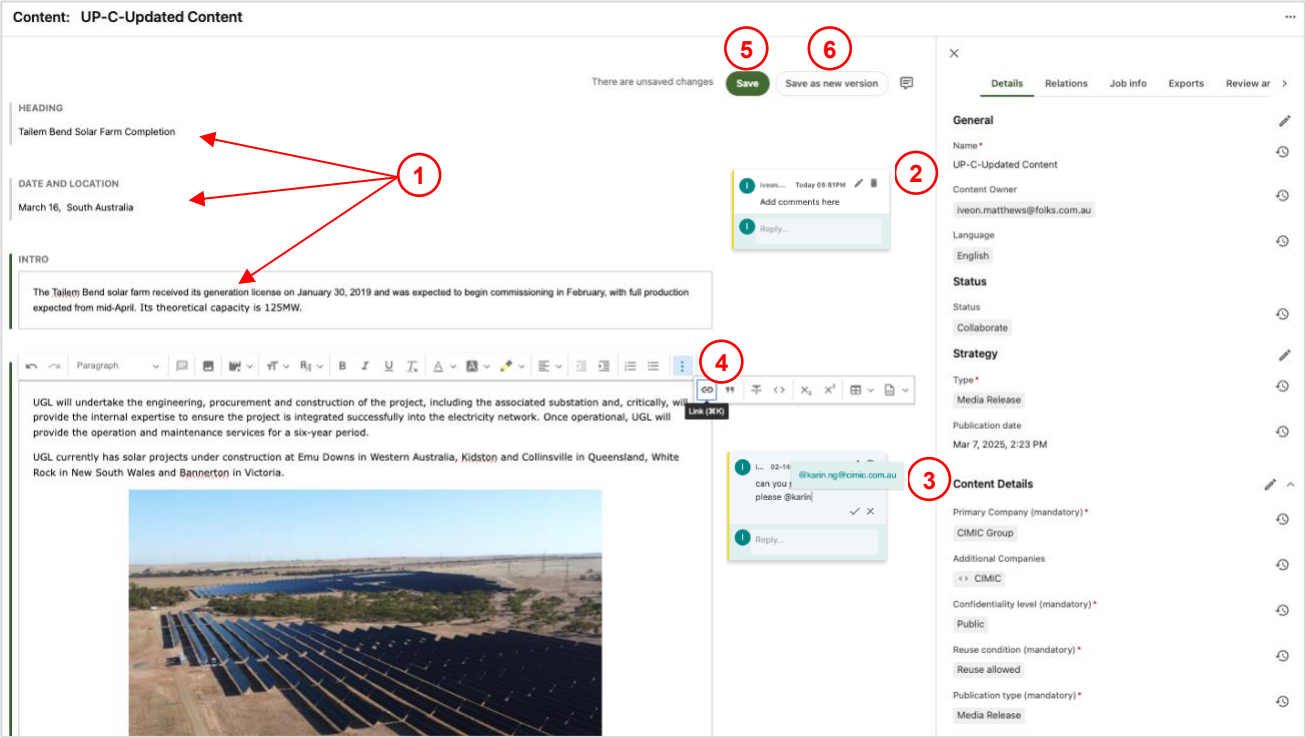 Content: UP-C-Updated Content
5
6
There are unsaved changes
Save
Save as new version
HEADING
Tailem Bend Solar Farm Completion
1
DATE AND LOCATION
March 16, South Australia
INTRO
The Tailem Bend solar farm received its generation license on January 30, 2019 and was expected to begin commissioning in February, with full production
expected from mid-April. Its theoretical capacity is 125MW.
2
I
iveon.... Today 05:51PM
Add comments here
I
Reply...
Paragraph
B I U
4
Link (⌘K)
UGL will undertake the engineering, procurement and construction of the project, including the associated substation and, critically, will
provide the internal expertise to ensure the project is integrated successfully into the electricity network. Once operational, UGL will
provide the operation and maintenance services for a six-year period.
UGL currently has solar projects under construction at Emu Downs in Western Australia, Kidston and Collinsville in Queensland, White
Rock in New South Wales and Bannerton in Victoria.
3
I
i... 02-14
@karin.ng@cimic.com.au
can you
please @karin
I
Reply...
Details
Relations
Job info
Exports
Review ar
General
Name*
UP-C-Updated Content
Content Owner
iveon.matthews@folks.com.au
Language
English
Status
Status
Collaborate
Strategy
Type*
Media Release
Publication date
Mar 7, 2025, 2:23 PM
Content Details
Primary Company (mandatory)*
CIMIC Group
Additional Companies
CIMIC
Confidentiality level (mandatory)*
Public
Reuse condition (mandatory)*
Reuse allowed
Publication type (mandatory)*
Media Release